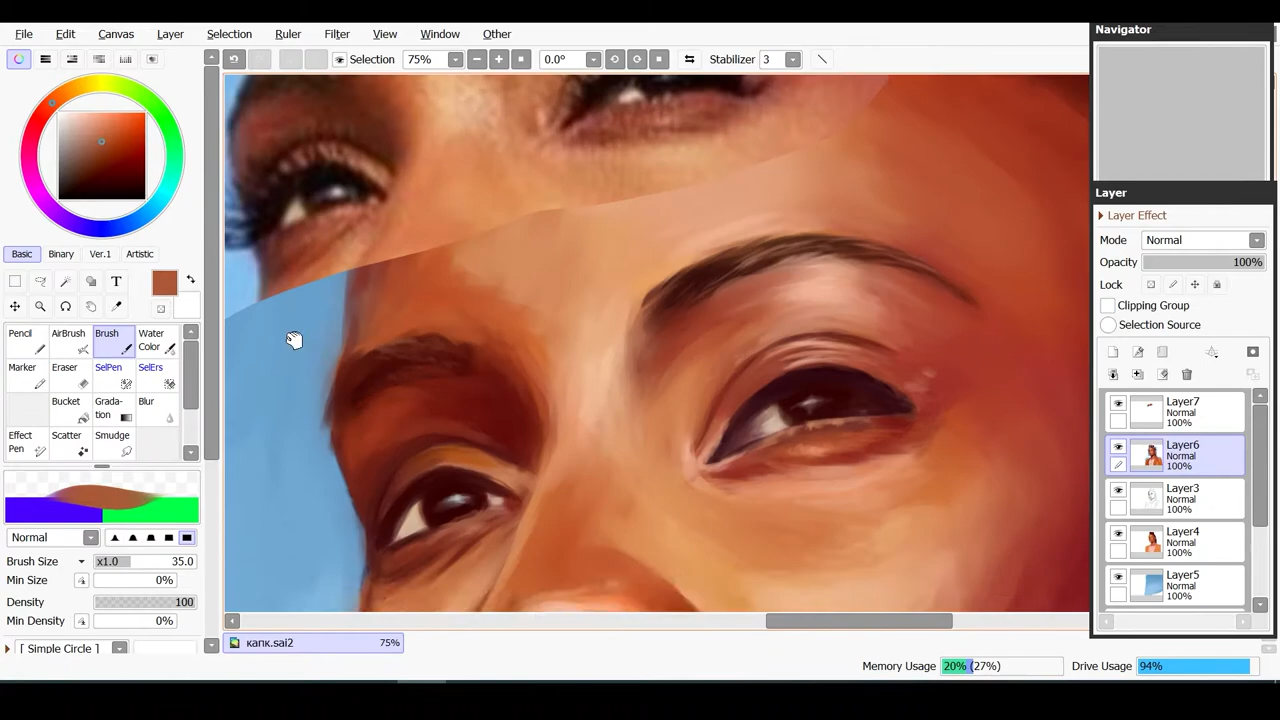 File Edit Canvas Layer Selection Ruler Filter View Window Other
Navigator
Selection 75% 0.0º Stabilizer 3
Layer
Layer Effect
Mode Normal
Opacity 100%
Lock
Clipping Group
Selection Source
Basic Binary Ver.1 Artistic
T
Pencil AirBrush Brush Water Color
Marker Eraser SelPen SelErs
Bucket Grada-tion Blur
Effect Pen Scatter Smudge
Normal
Brush Size x1.0 35.0
Min Size 0%
Density 100
Min Density 0%
[ Simple Circle ]
Layer7
Normal
100%
Layer6
Normal
100%
Layer3
Normal
100%
Layer4
Normal
100%
Layer5
Normal
100%
капк.sai2 75%
Memory Usage 20% (27%) Drive Usage 94%